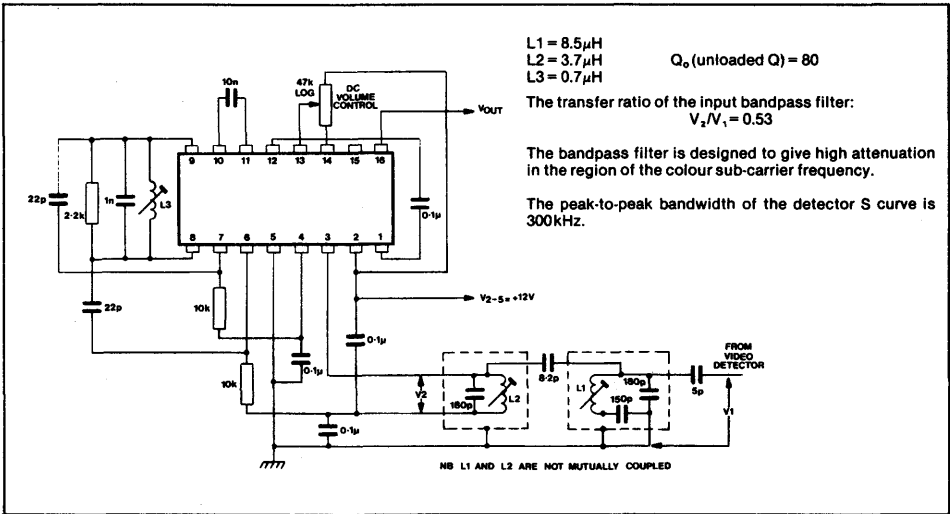 L1 = 8.5μH
L2 = 3.7μH
L3 = 0.7μH
Qo (unloaded Q) = 80
The transfer ratio of the input bandpass filter:
V2/V1 = 0.53
The bandpass filter is designed to give high attenuation
in the region of the colour sub-carrier frequency.
The peak-to-peak bandwidth of the detector S curve is
300kHz.
10n
47k
LOG
DC
VOLUME
CONTROL
VOUT
9 10 11 12 13 14 15 16
22p
2·2k
1n
L3
0·1μ
8 7 6 5 4 3 2 1
22p
10k
V2-5 = +12V
0·1μ
0·1μ
10k
FROM
VIDEO
DETECTOR
8·2p
V2
180p
L2
L1
180p
150p
5p
V1
0·1μ
NB L1 AND L2 ARE NOT MUTUALLY COUPLED